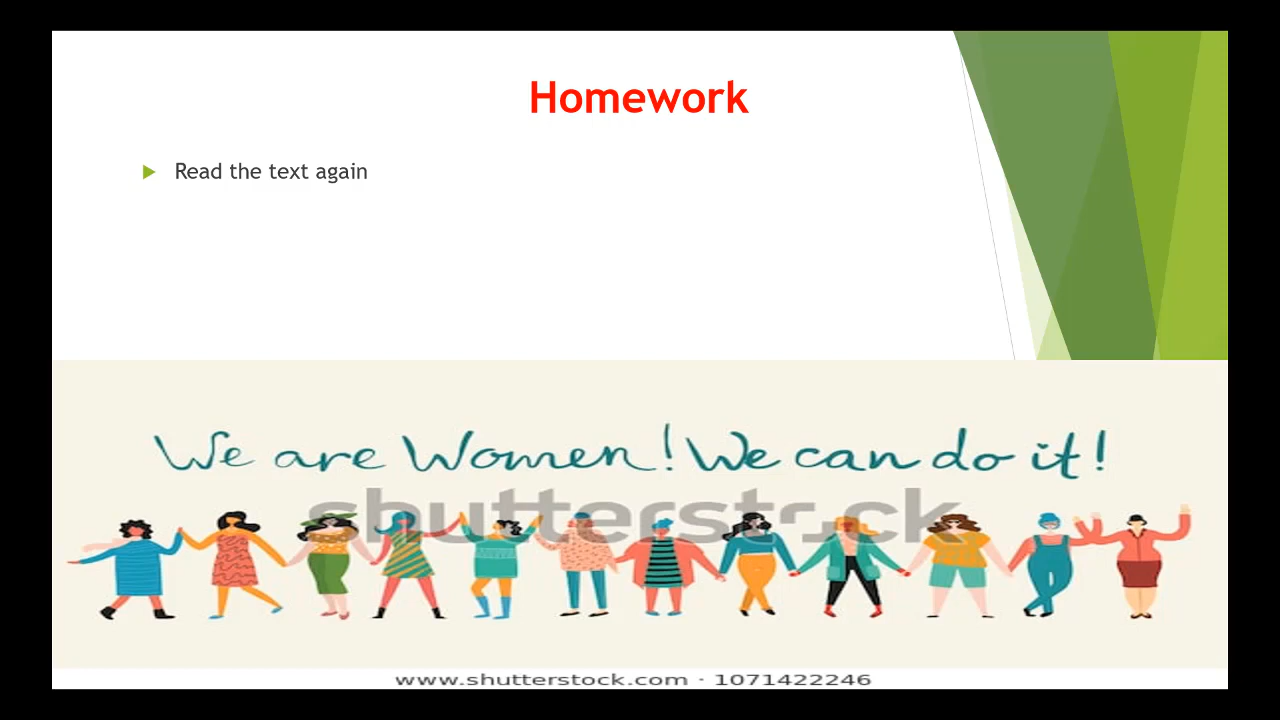 Homework
Read the text again
We are Women! We can do it!
shutterstock
www.shutterstock.com · 1071422246